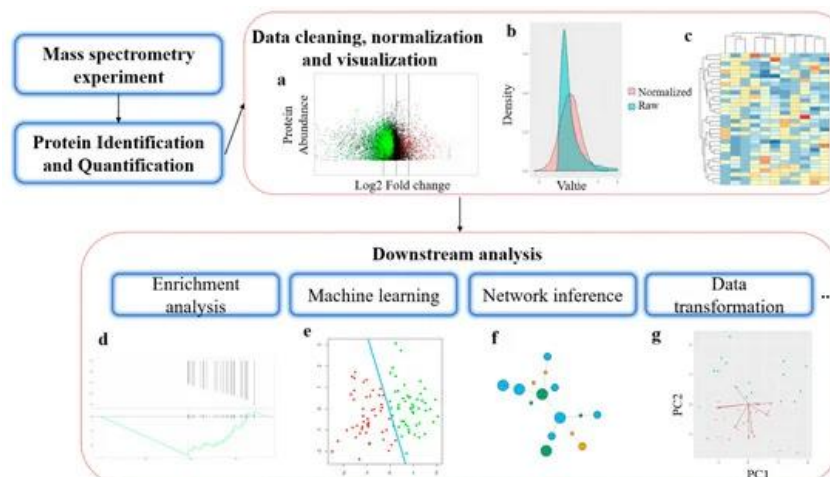 Mass spectrometry
experiment
Protein Identification
and Quantification
Data cleaning, normalization
and visualization
a
Protein
Abundance
Log2 Fold change
b
Density
Value
Normalized
Raw
c
Downstream analysis
Enrichment
analysis
Machine learning
Network inference
Data
transformation
...
d
e
f
g
PC2
PC1